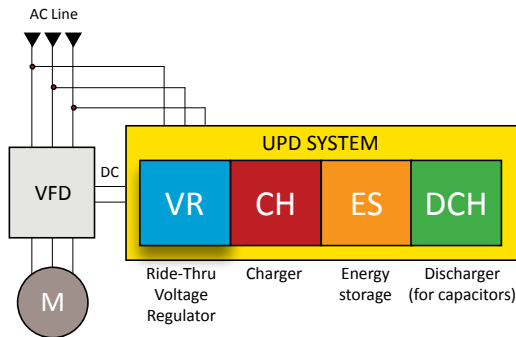 AC Line
UPD SYSTEM
VFD
DC
VR
CH
ES
DCH
Ride-Thru
Voltage
Regulator
Charger
Energy
storage
Discharger
(for capacitors)
M